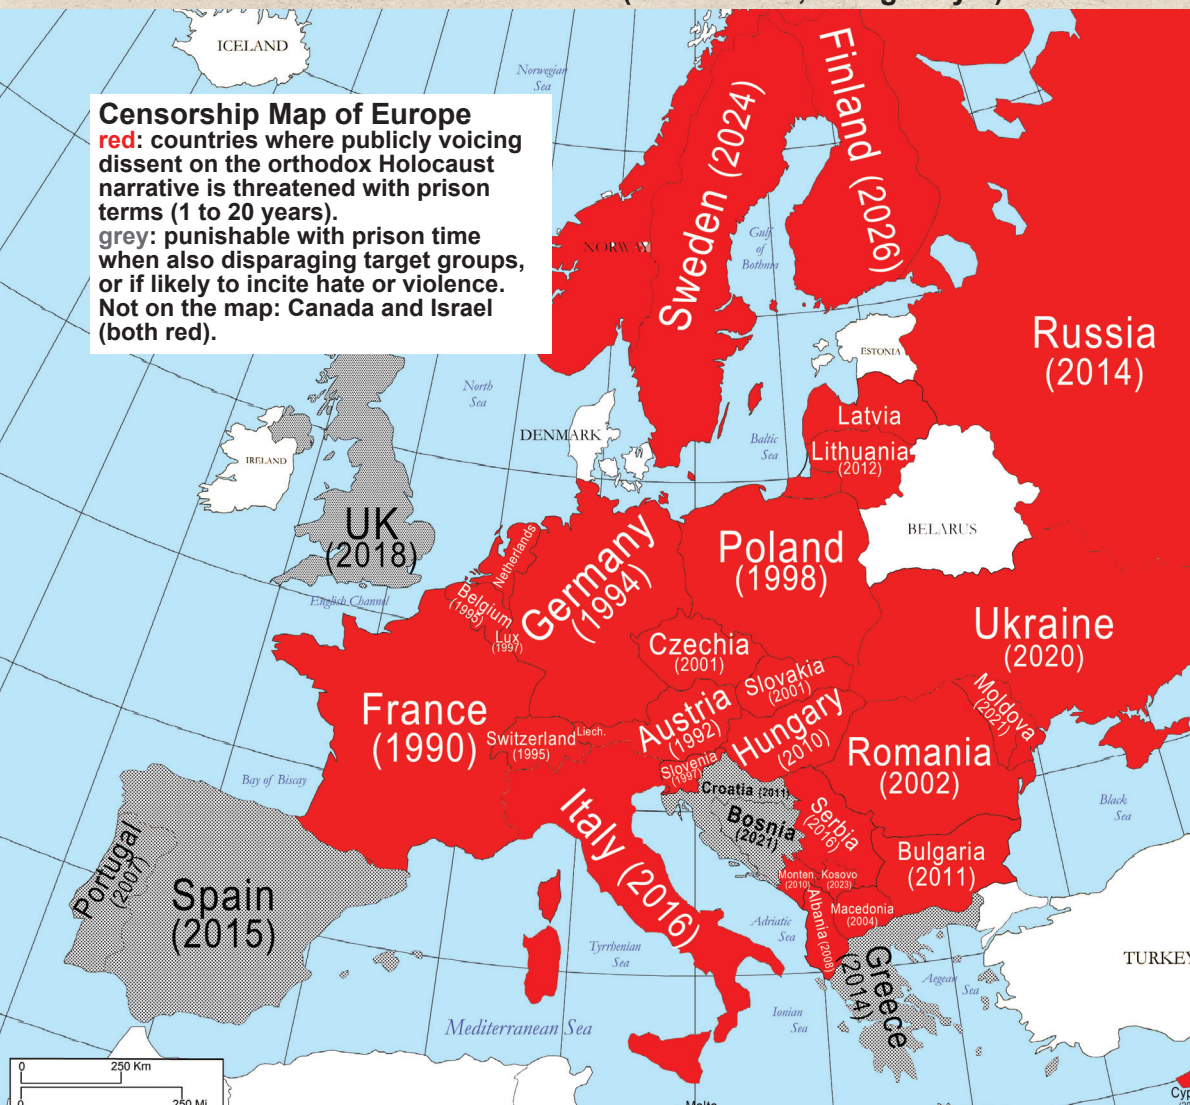 ICELAND
Norwegian
Sea
Censorship Map of Europe
red: countries where publicly voicing
dissent on the orthodox Holocaust
narrative is threatened with prison
terms (1 to 20 years).
grey: punishable with prison time
when also disparaging target groups,
or if likely to incite hate or violence.
Not on the map: Canada and Israel
(both red).
Finland (2026)
Sweden (2024)
NORWAY
Gulf
of
Bothnia
Russia
(2014)
ESTONIA
North
Sea
Latvia
DENMARK
Baltic
Sea
Lithuania
(2012)
IRELAND
BELARUS
UK
(2018)
Netherlands
Germany
(1994)
Poland
(1998)
English Channel
Belgium
(1995)
Lux
(1997)
Ukraine
(2020)
Czechia
(2001)
Slovakia
(2001)
Moldova
(2021)
France
(1990)
Switzerland
(1995)
Liech.
Austria
(1992)
Hungary
(2010)
Romania
(2002)
Slovenia
(1997)
Bay of Biscay
Croatia (2011)
Bosnia
(2021)
Serbia
(2016)
Black
Sea
Italy (2016)
Bulgaria
(2011)
Monten.
(2010)
Kosovo
(2023)
Portugal
(2007)
Spain
(2015)
Albania (2008)
Macedonia
(2004)
Adriatic
Sea
Tyrrhenian
Sea
Greece
(2014)
Aegean
Sea
TURKEY
Ionian
Sea
Mediterranean Sea
0
250 Km
0
250 Mi
Malta